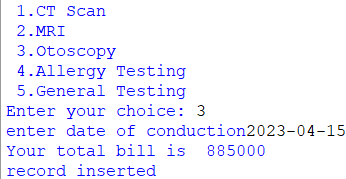 1.CT Scan
2.MRI
3.Otoscopy
4.Allergy Testing
5.General Testing
Enter your choice: 3
enter date of conduction2023-04-15
Your total bill is  885000
record inserted